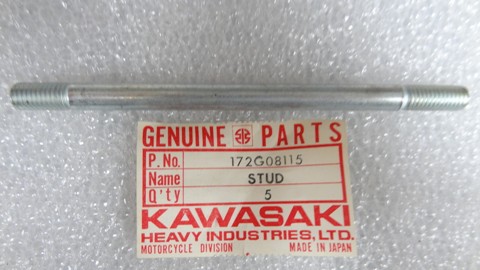 GENUINE PARTS
P.No. 172G08115
Name STUD
Q'ty 5
KAWASAKI
HEAVY INDUSTRIES, LTD.
MOTORCYCLE DIVISION MADE IN JAPAN